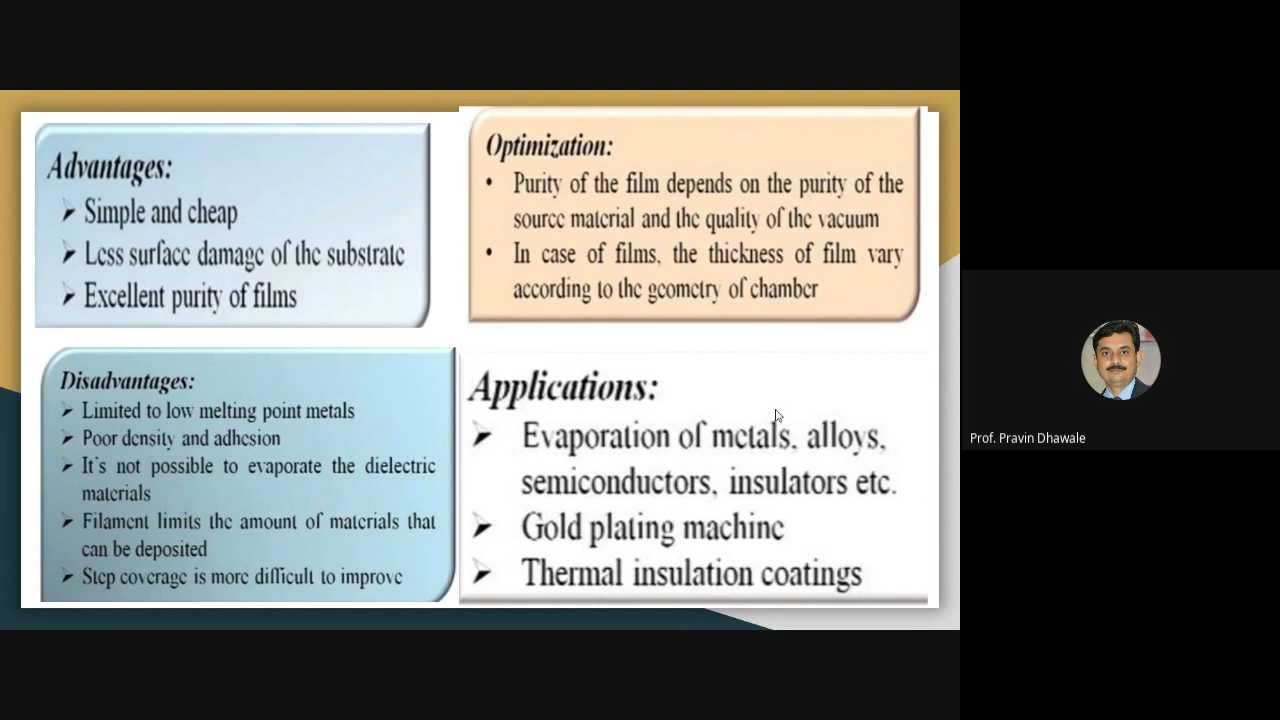 Advantages:
➤ Simple and cheap
➤ Less surface damage of the substrate
➤ Excellent purity of films
Optimization:
• Purity of the film depends on the purity of the
source material and the quality of the vacuum
• In case of films, the thickness of film vary
according to the geometry of chamber
Disadvantages:
➤ Limited to low melting point metals
➤ Poor density and adhesion
➤ It's not possible to evaporate the dielectric
materials
➤ Filament limits the amount of materials that
can be deposited
➤ Step coverage is more difficult to improve
Applications:
➤ Evaporation of metals, alloys,
semiconductors, insulators etc.
➤ Gold plating machine
➤ Thermal insulation coatings
Prof. Pravin Dhawale